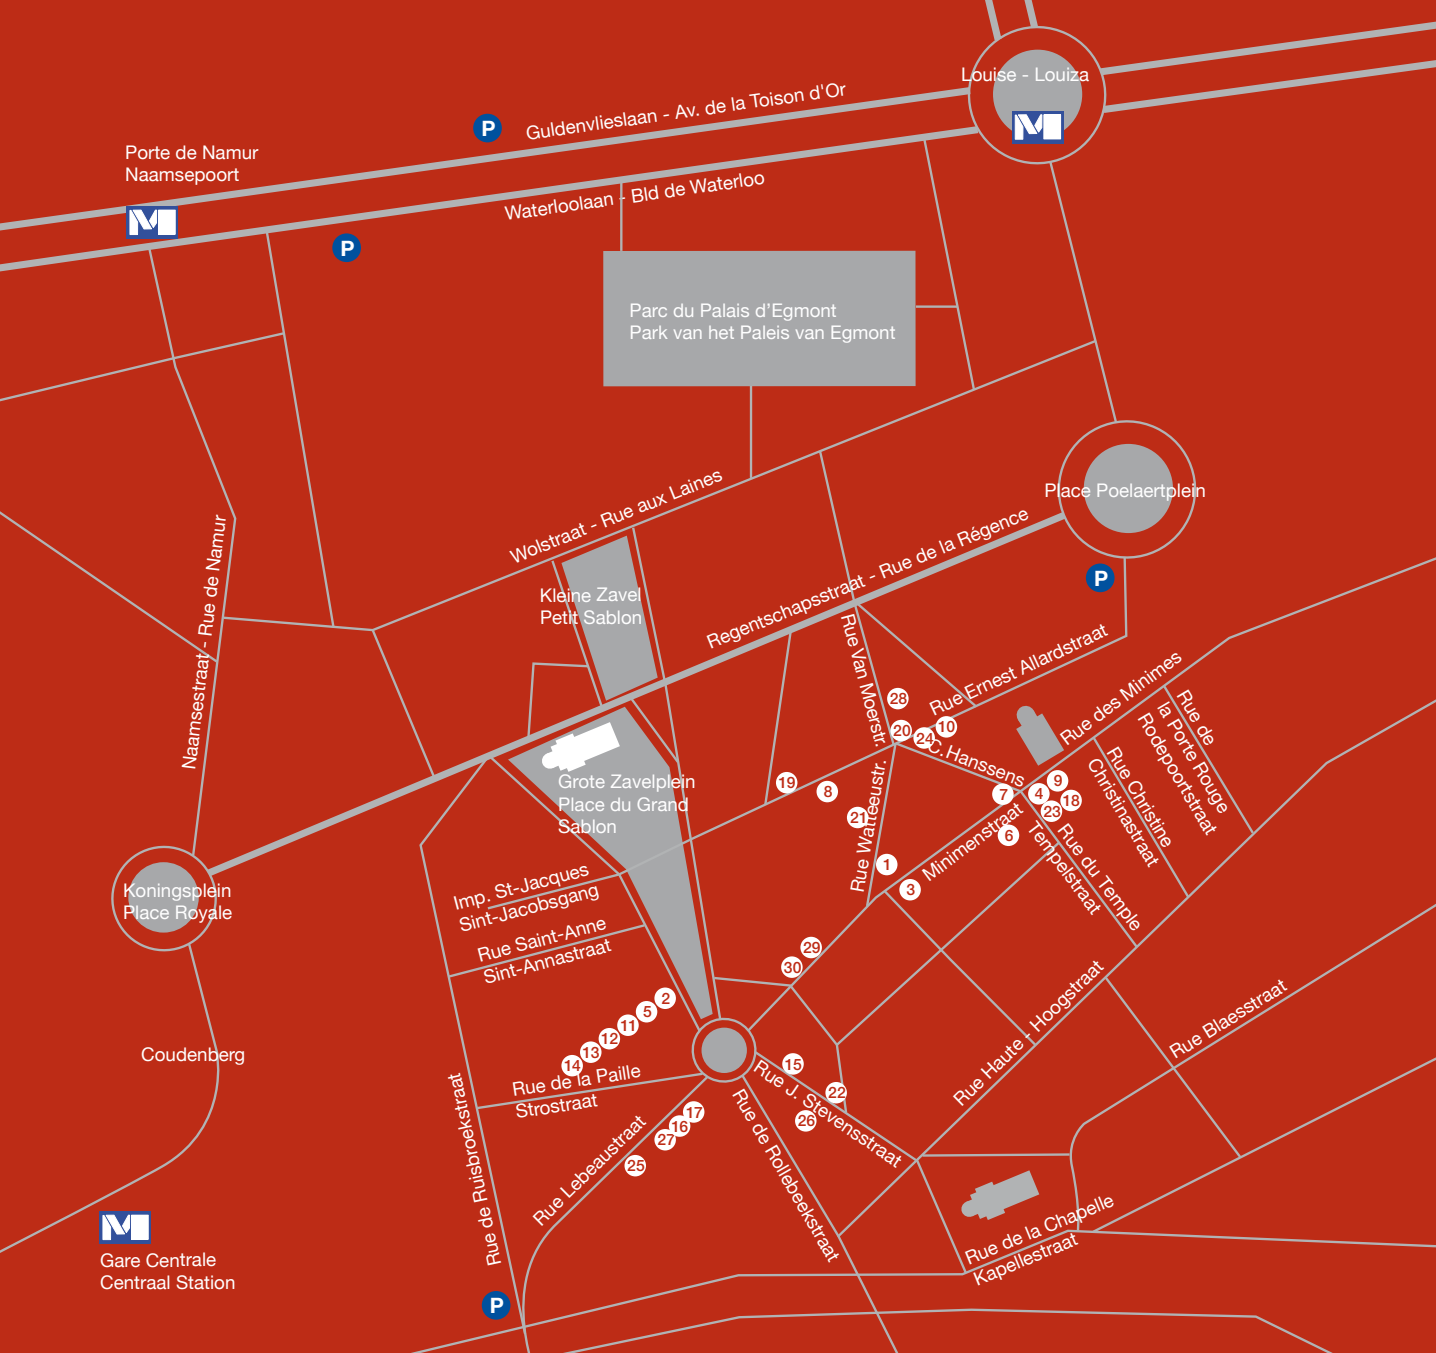 Louise - Louiza
Guldenvlieslaan - Av. de la Toison d'Or
P
Porte de Namur
Naamsepoort
M
M
Waterloolaan - Bld de Waterloo
P
Parc du Palais d'Egmont
Park van het Paleis van Egmont
Wolstraat - Rue aux Laines
Place Poelaertplein
Regentschapsstraat - Rue de la Régence
P
Naamsestraat - Rue de Namur
Kleine Zavel
Petit Sablon
Rue Van Moerstr.
Rue Ernest Allardstraat
Rue des Minimes
Rue de
la Porte Rouge
Rodepoortstraat
28
20
24
10
C. Hanssens
Rue Christine
Christinastraat
Grote Zavelplein
Place du Grand
Sablon
19
8
21
Rue Watteeustr.
7
4
9
18
23
6
Minimenstraat
Rue du Temple
Tempelstraat
1
3
Koningsplein
Place Royale
Imp. St-Jacques
Sint-Jacobsgang
Rue Saint-Anne
Sint-Annastraat
29
30
2
5
11
12
13
14
Rue de la Paille
Strostraat
Coudenberg
Rue Haute - Hoogstraat
Rue Blaesstraat
15
22
26
Rue J. Stevensstraat
Rue de Rollebeekstraat
17
16
27
25
Rue Lebeaustraat
Rue de Ruisbroekstraat
Rue de la Chapelle
Kapellestraat
M
Gare Centrale
Centraal Station
P